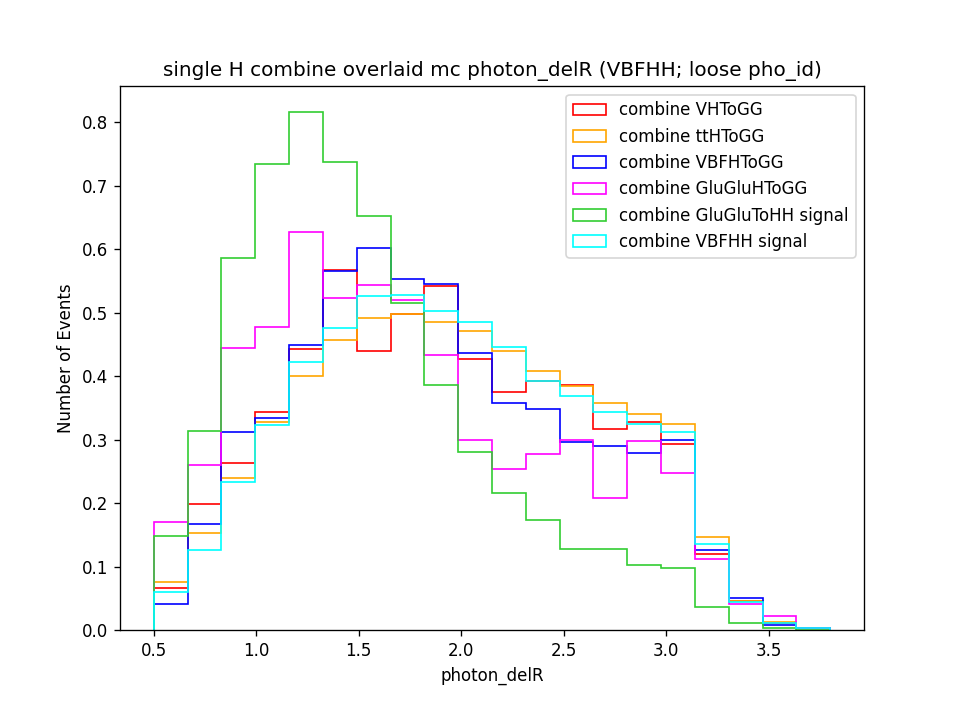 single H combine overlaid mc photon_delR (VBFHH; loose pho_id)
combine VHToGG
combine ttHToGG
combine VBFHToGG
combine GluGluHToGG
combine GluGluToHH signal
combine VBFHH signal
Number of Events
0.8
0.7
0.6
0.5
0.4
0.3
0.2
0.1
0.0
0.5 1.0 1.5 2.0 2.5 3.0 3.5
photon_delR